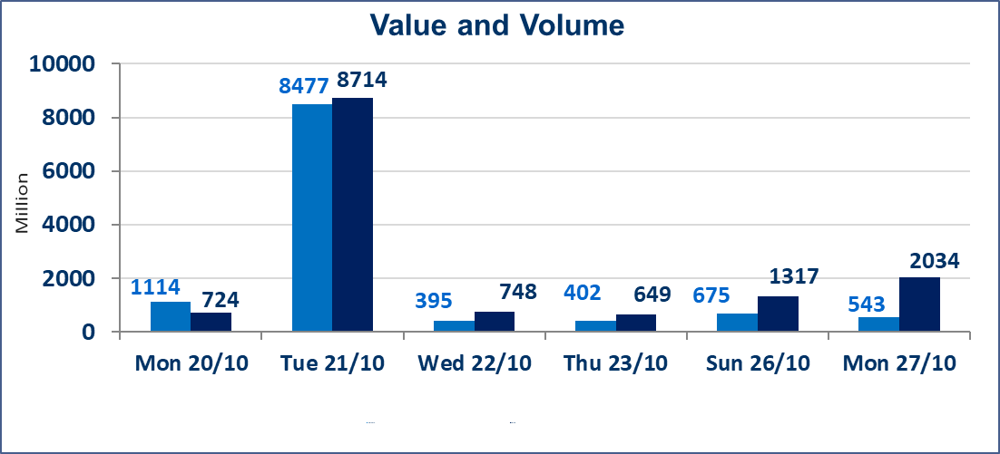 Value and Volume
10000
8000
6000
4000
2000
0
Million
1114
724
8477
8714
395
748
402
649
675
1317
543
2034
Mon 20/10
Tue 21/10
Wed 22/10
Thu 23/10
Sun 26/10
Mon 27/10